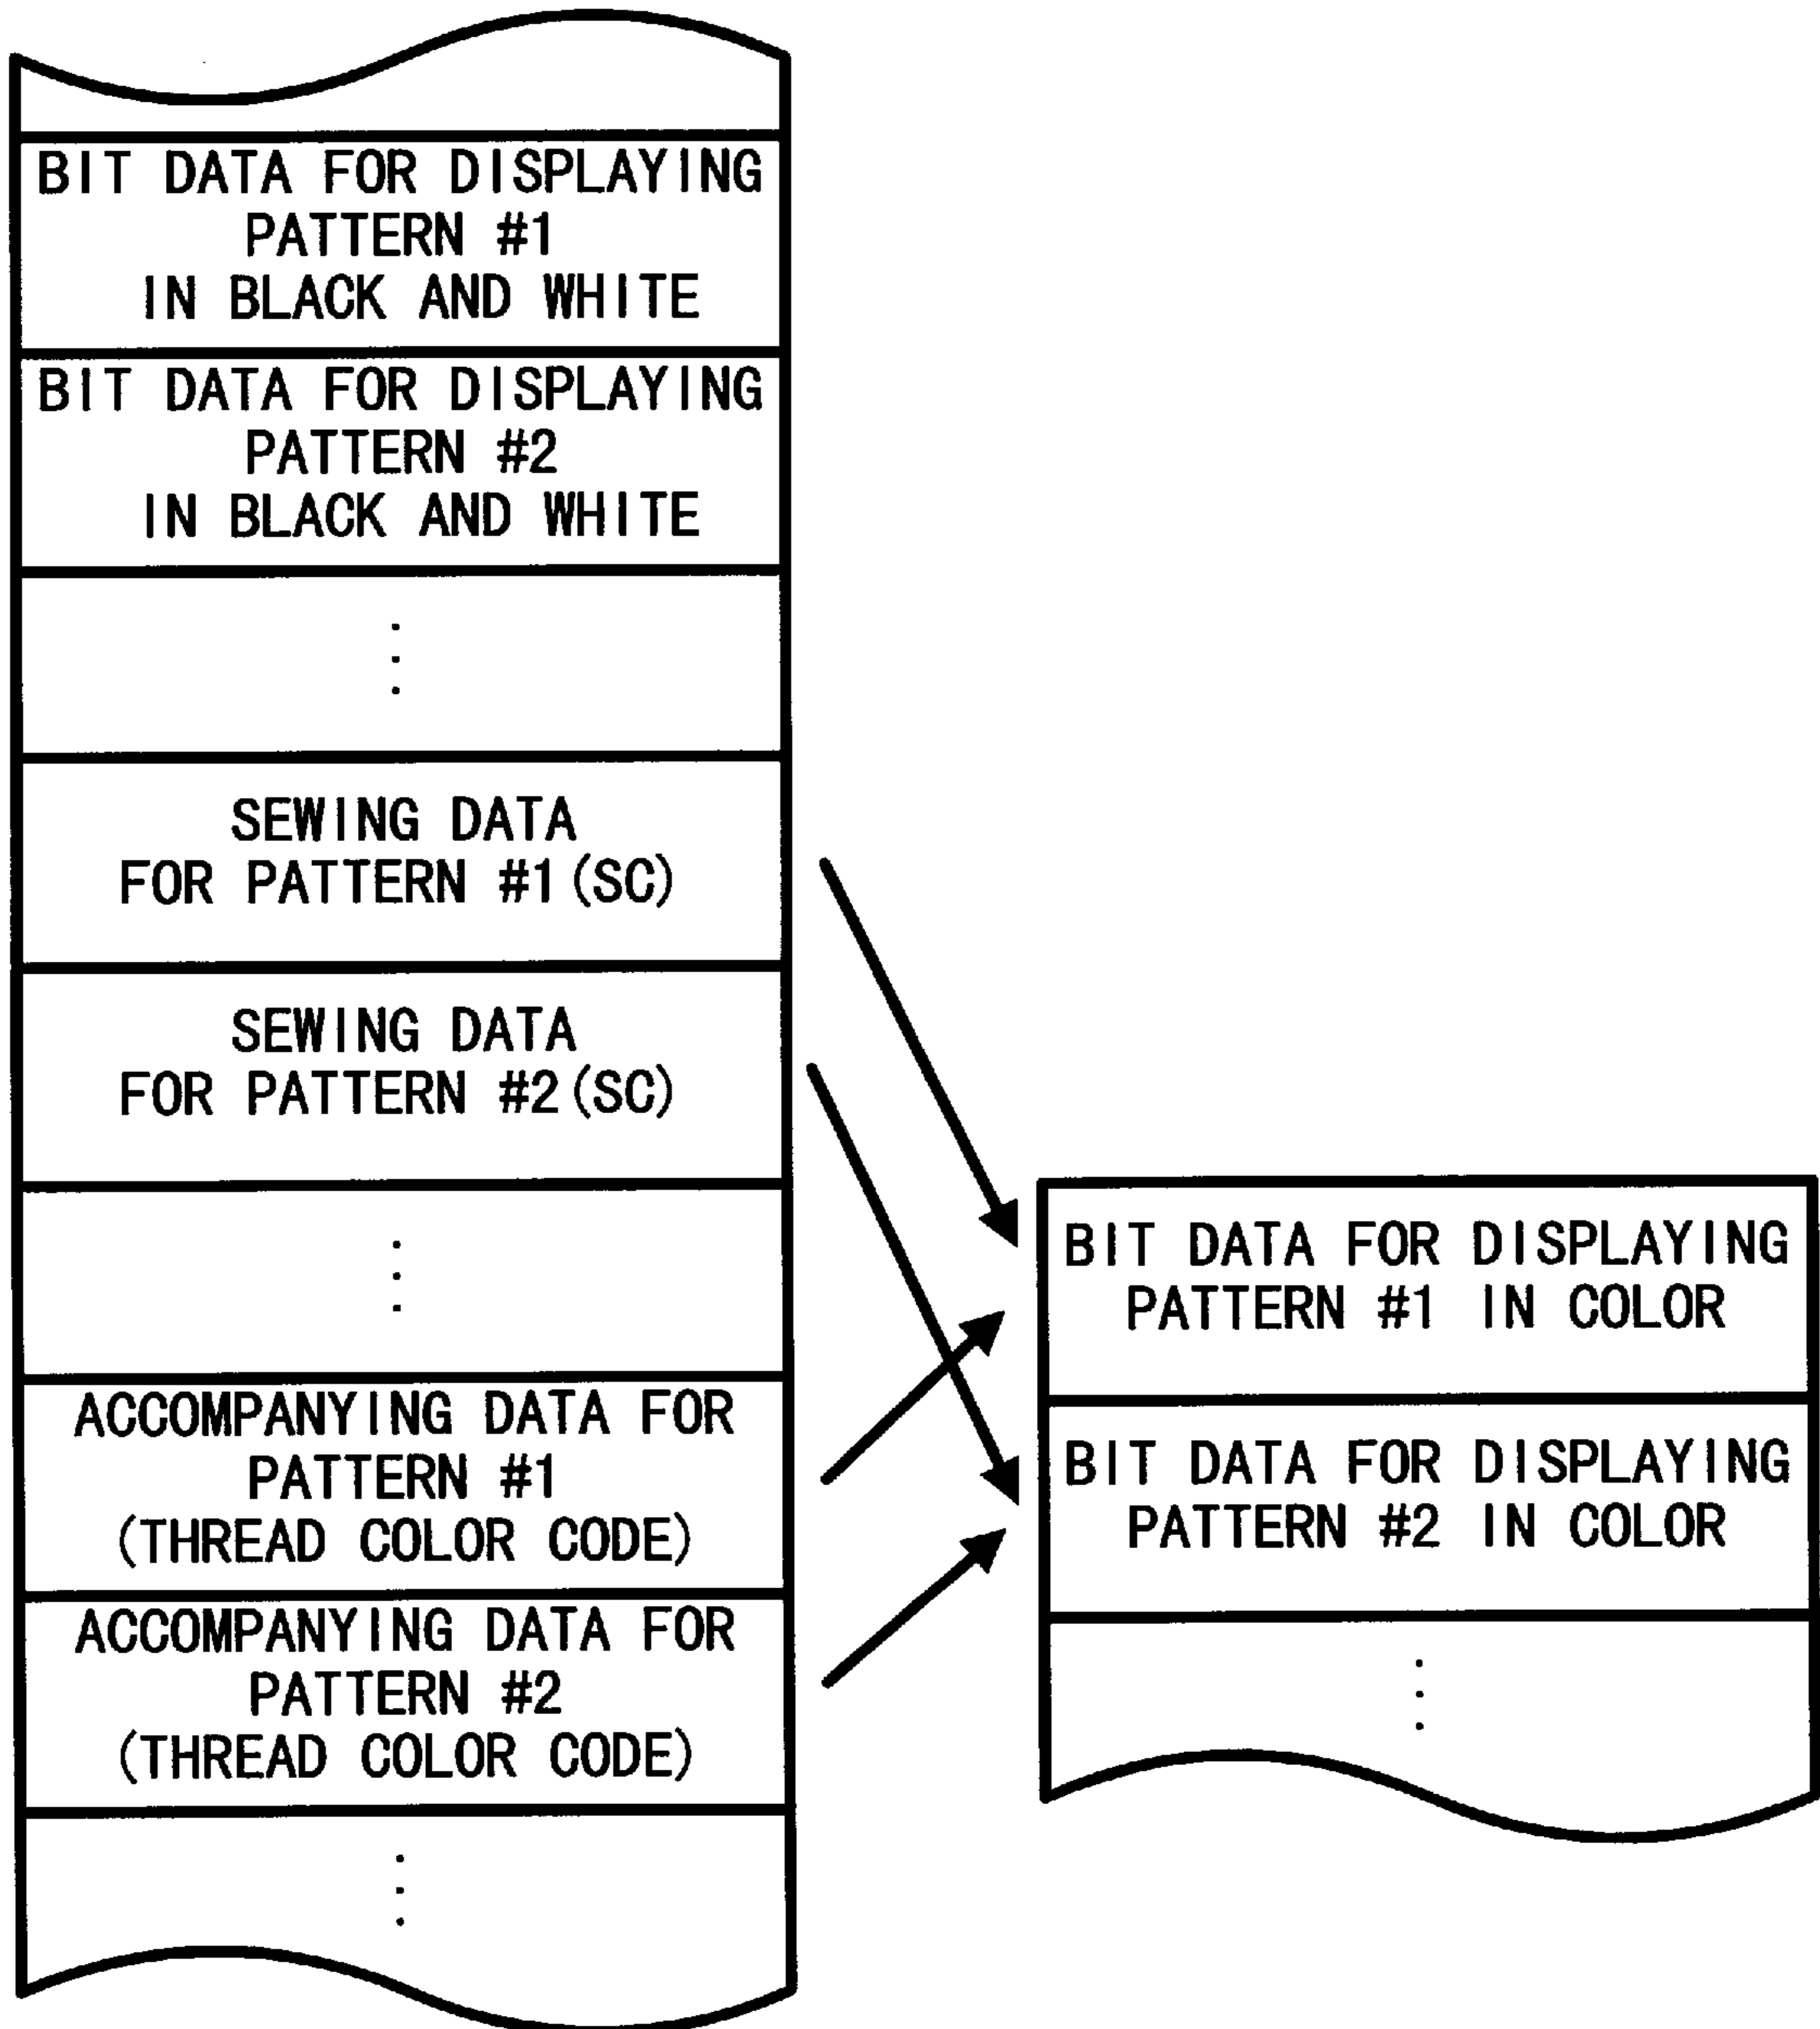 BIT DATA FOR DISPLAYING
PATTERN #1
IN BLACK AND WHITE
BIT DATA FOR DISPLAYING
PATTERN #2
IN BLACK AND WHITE
SEWING DATA
FOR PATTERN #1(SC)
SEWING DATA
FOR PATTERN #2(SC)
ACCOMPANYING DATA FOR
PATTERN #1
(THREAD COLOR CODE)
ACCOMPANYING DATA FOR
PATTERN #2
(THREAD COLOR CODE)
BIT DATA FOR DISPLAYING
PATTERN #1 IN COLOR
BIT DATA FOR DISPLAYING
PATTERN #2 IN COLOR